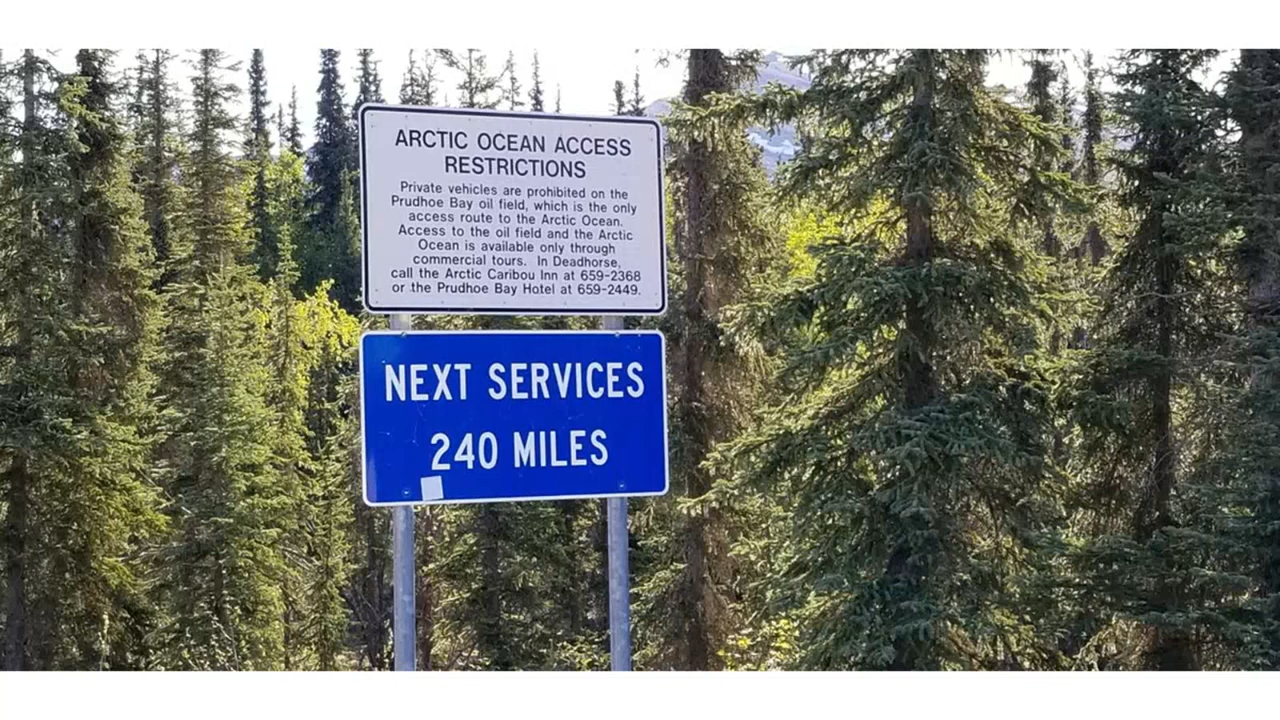 ARCTIC OCEAN ACCESS
RESTRICTIONS
Private vehicles are prohibited on the
Prudhoe Bay oil field, which is the only
access route to the Arctic Ocean.
Access to the oil field and the Arctic
Ocean is available only through
commercial tours. In Deadhorse,
call the Arctic Caribou Inn at 659-2368
or the Prudhoe Bay Hotel at 659-2449.
NEXT SERVICES
240 MILES